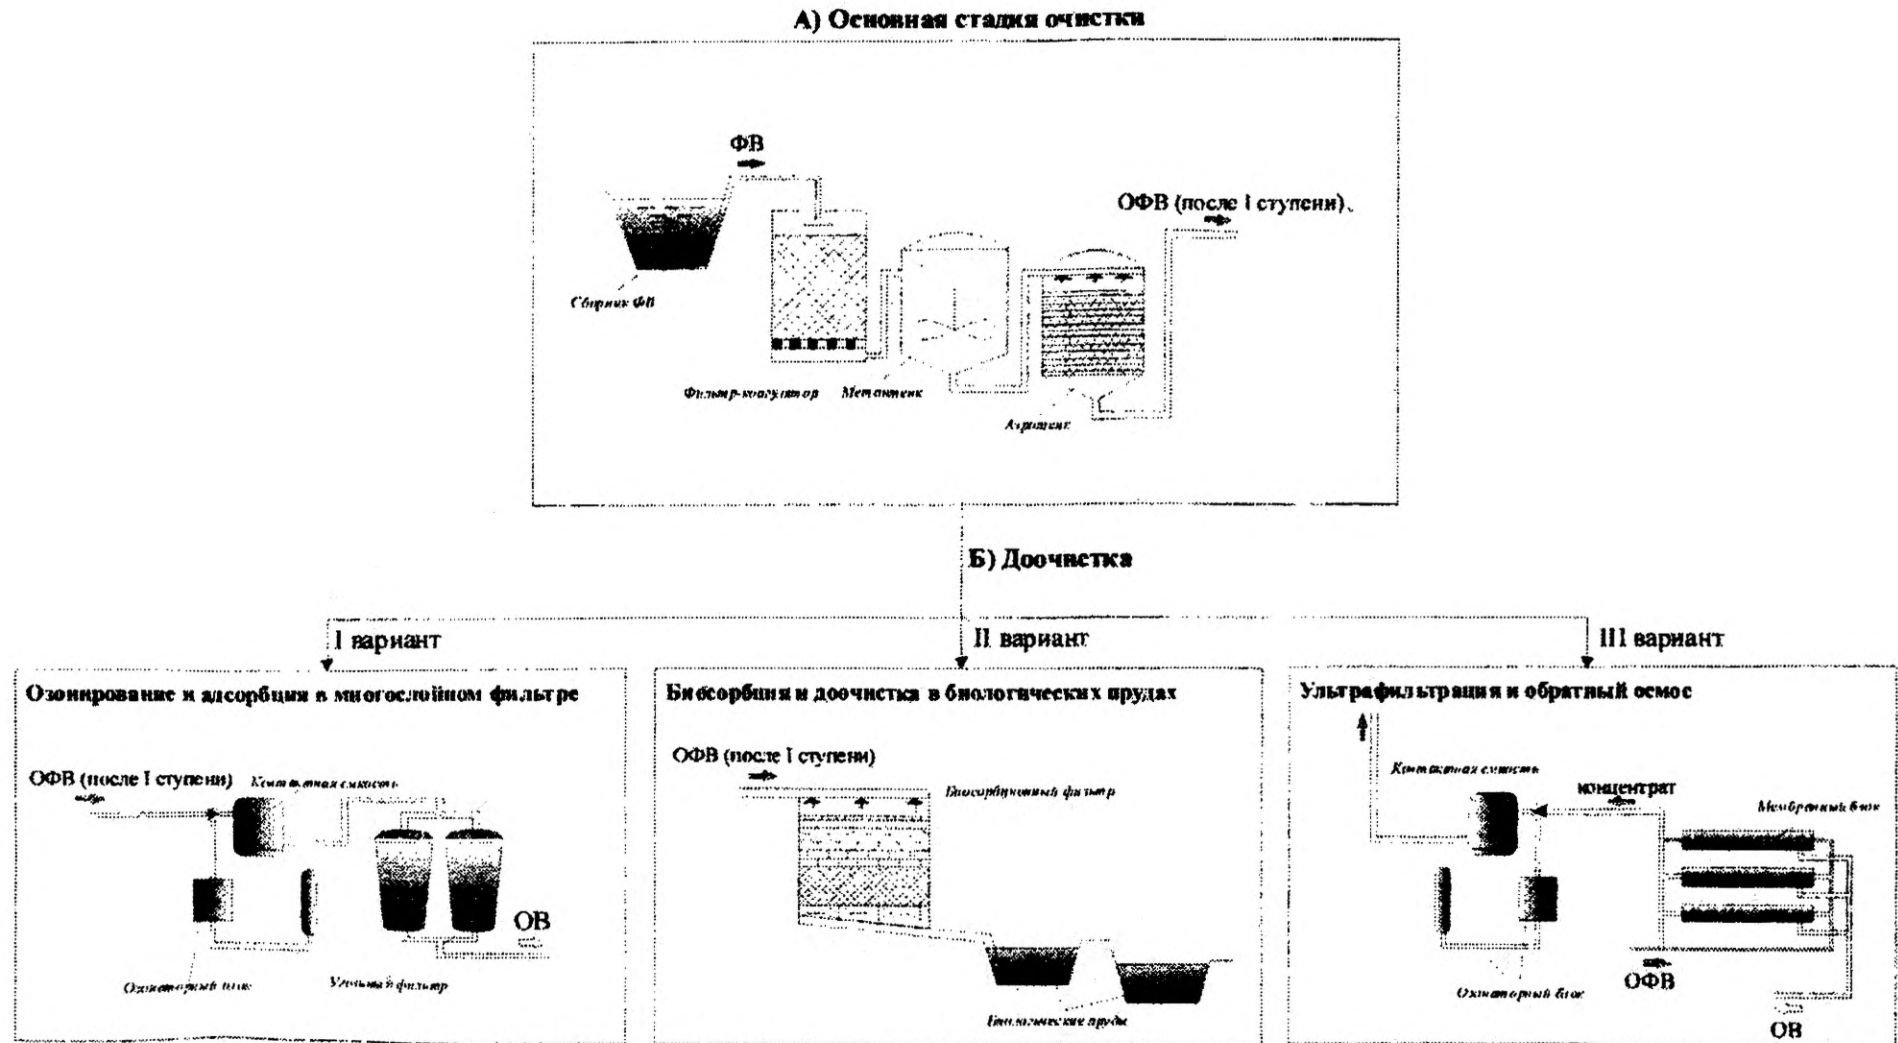 А) Основная стадия очистки
ФВ
ОФВ (после I ступени)
Сборник ФВ
Фильтр-коагулятор
Метантенк
Аэротенк
Б) Доочистка
I вариант
II вариант
III вариант
Озонирование и адсорбция в многослойном фильтре
ОФВ (после I ступени)
Контактная емкость
ОВ
Озонаторный блок
Угольный фильтр
Биосорбция и доочистка в биологических прудах
ОФВ (после I ступени)
Биосорбционный фильтр
Биологические пруды
Ультрафильтрация и обратный осмос
Контактная емкость
концентрат
Мембранный блок
Озонаторный блок
ОФВ
ОВ